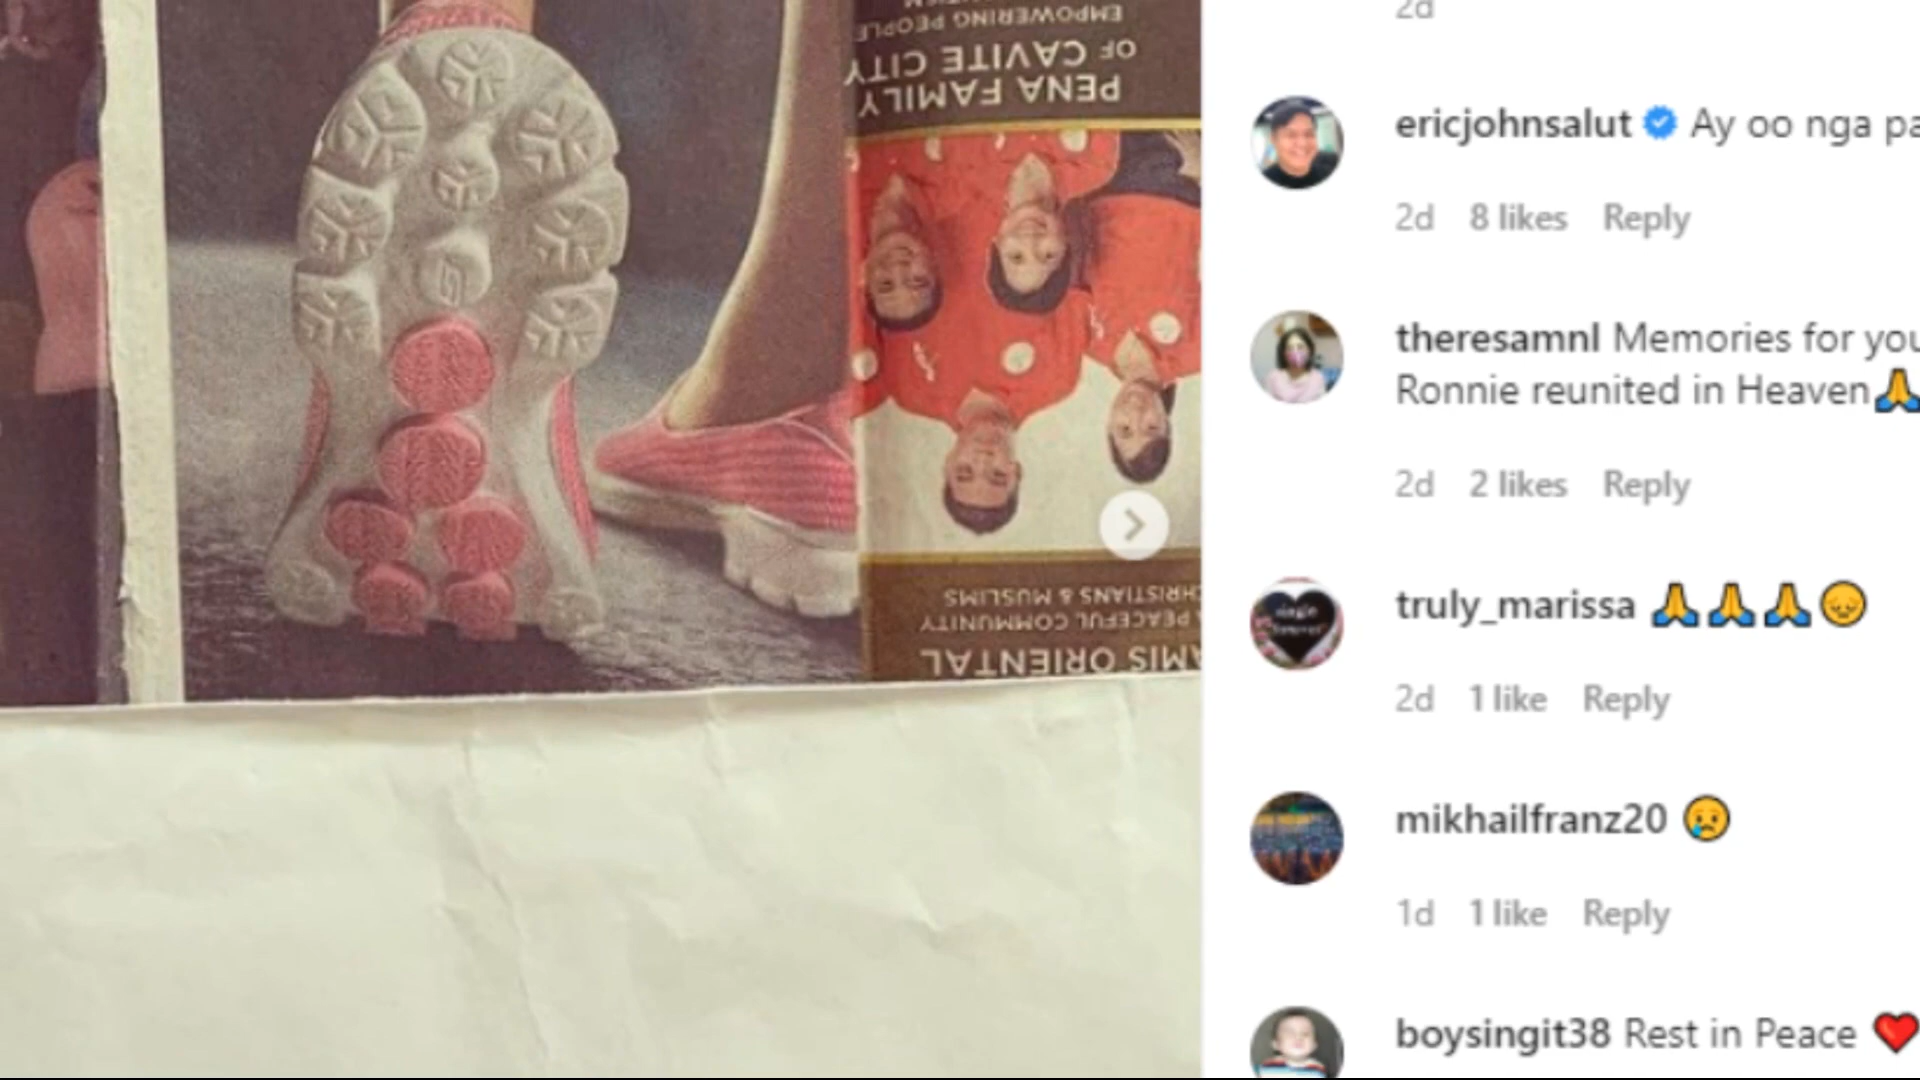 EMPOWERING PEOPLE
OF CAVITE CITY
PENA FAMILY
CHRISTIANS & MUSLIMS
A PEACEFUL COMMUNITY
AMIS ORIENTAL
2d
ericjohnsalut Ay oo nga pa
2d 8 likes Reply
theresamnl Memories for you
Ronnie reunited in Heaven🙏
2d 2 likes Reply
truly_marissa 🙏🙏🙏😞
2d 1 like Reply
mikhailfranz20 😢
1d 1 like Reply
boysingit38 Rest in Peace ❤️